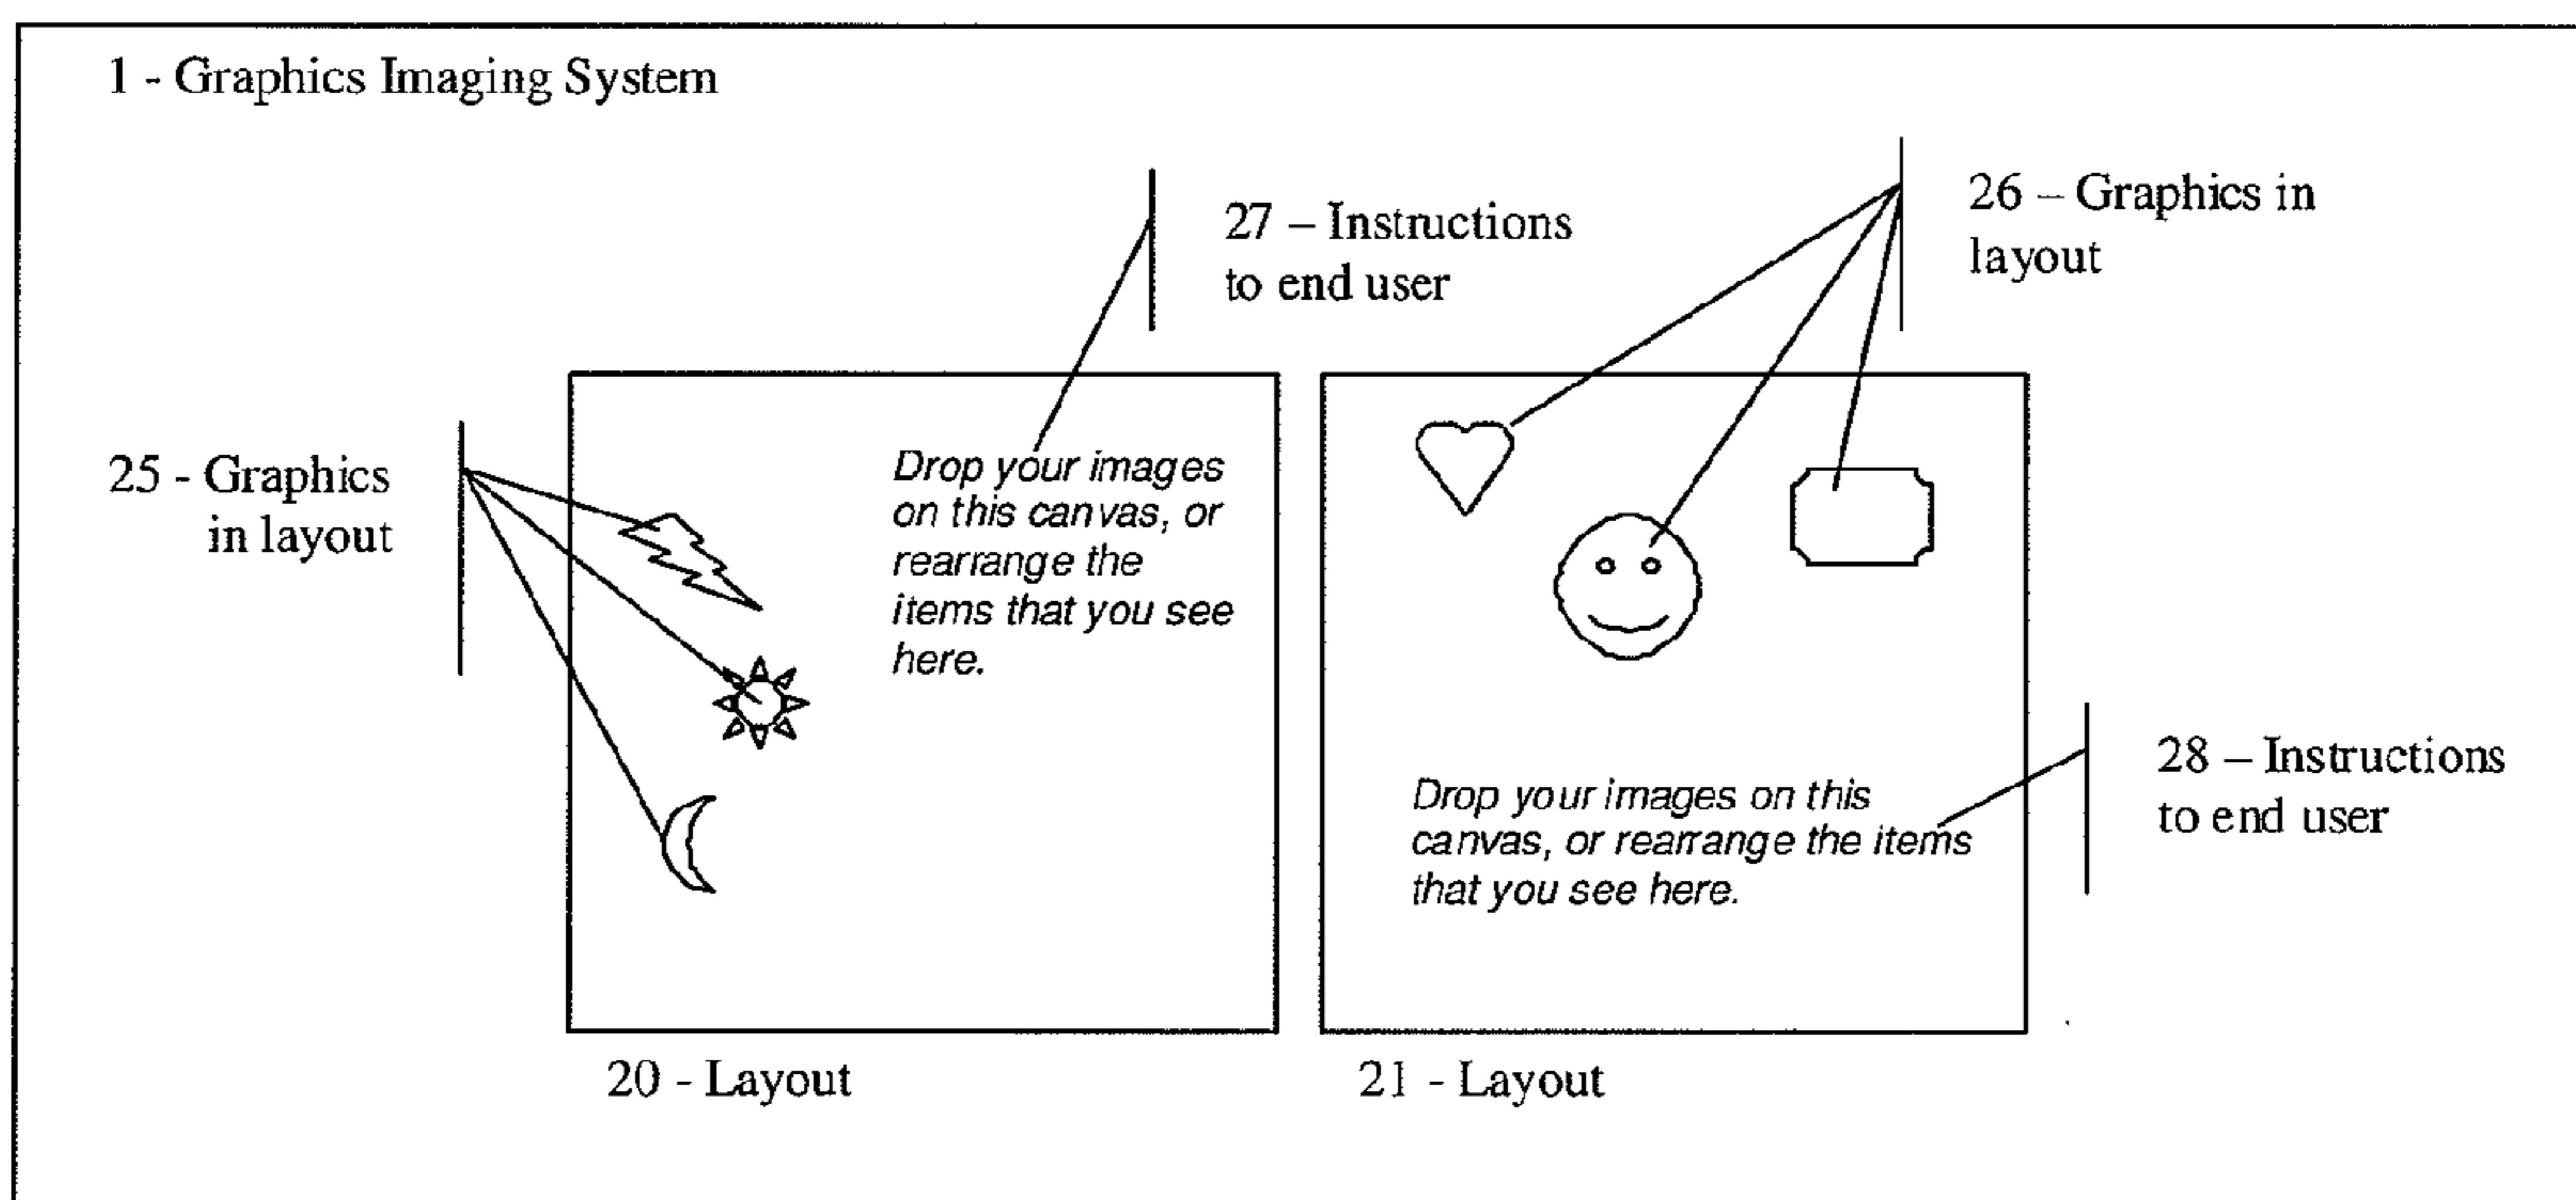 1 - Graphics Imaging System
27 – Instructions
to end user
26 – Graphics in
layout
25 - Graphics
in layout
Drop your images
on this canvas, or
rearrange the
items that you see
here.
Drop your images on this
canvas, or rearrange the items
that you see here.
28 – Instructions
to end user
20 - Layout
21 - Layout